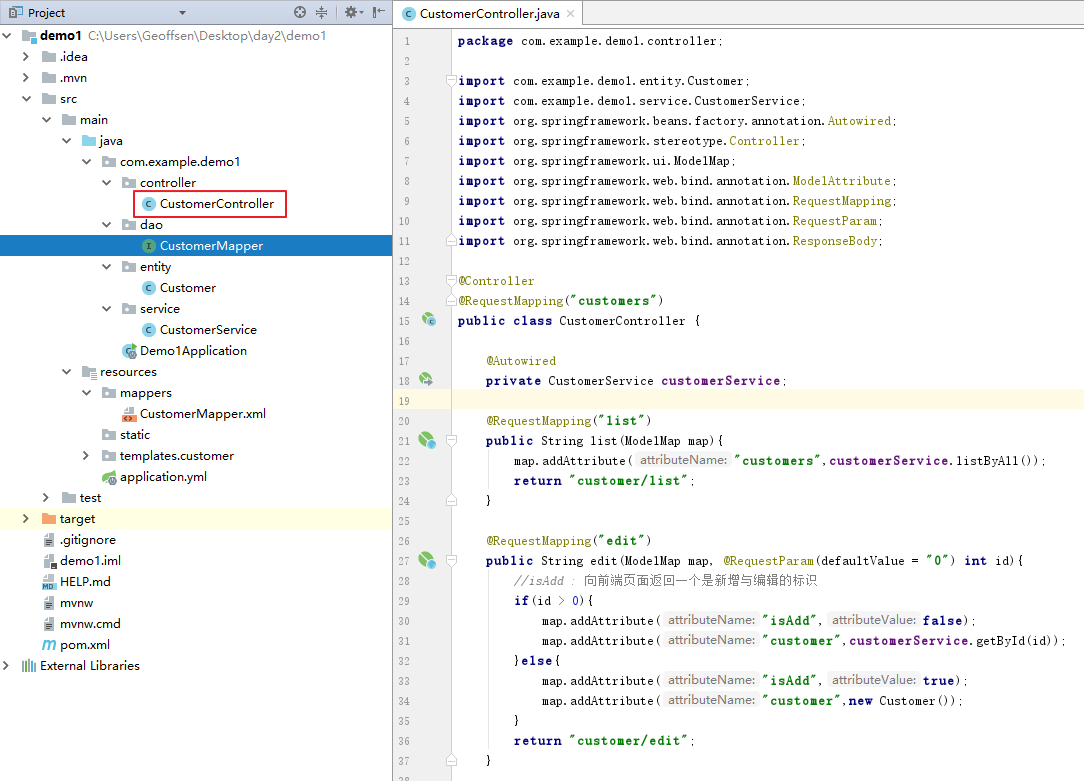 Project
demo1 C:\Users\Geoffsen\Desktop\day2\demo1
.idea
.mvn
src
main
java
com.example.demo1
controller
CustomerController
dao
CustomerMapper
entity
Customer
service
CustomerService
Demo1Application
resources
mappers
CustomerMapper.xml
static
templates.customer
application.yml
test
target
.gitignore
demo1.iml
HELP.md
mvnw
mvnw.cmd
pom.xml
External Libraries
CustomerController.java
1 package com.example.demo1.controller;
2
3 import com.example.demo1.entity.Customer;
4 import com.example.demo1.service.CustomerService;
5 import org.springframework.beans.factory.annotation.Autowired;
6 import org.springframework.stereotype.Controller;
7 import org.springframework.ui.ModelMap;
8 import org.springframework.web.bind.annotation.ModelAttribute;
9 import org.springframework.web.bind.annotation.RequestMapping;
10 import org.springframework.web.bind.annotation.RequestParam;
11 import org.springframework.web.bind.annotation.ResponseBody;
12
13 @Controller
14 @RequestMapping("customers")
15 public class CustomerController {
16
17 @Autowired
18 private CustomerService customerService;
19
20 @RequestMapping("list")
21 public String list(ModelMap map){
22 map.addAttribute( attributeName: "customers",customerService.listByAll());
23 return "customer/list";
24 }
25
26 @RequestMapping("edit")
27 public String edit(ModelMap map, @RequestParam(defaultValue = "0") int id){
28 //isAdd : 向前端页面返回一个是新增与编辑的标识
29 if(id > 0){
30 map.addAttribute( attributeName: "isAdd", attributeValue: false);
31 map.addAttribute( attributeName: "customer",customerService.getById(id));
32 }else{
33 map.addAttribute( attributeName: "isAdd", attributeValue: true);
34 map.addAttribute( attributeName: "customer",new Customer());
35 }
36 return "customer/edit";
37 }
38